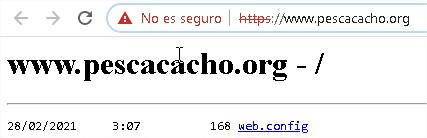 No es seguro https://www.pescacacho.org
www.pescacacho.org - /
28/02/2021 3:07 168 web.config